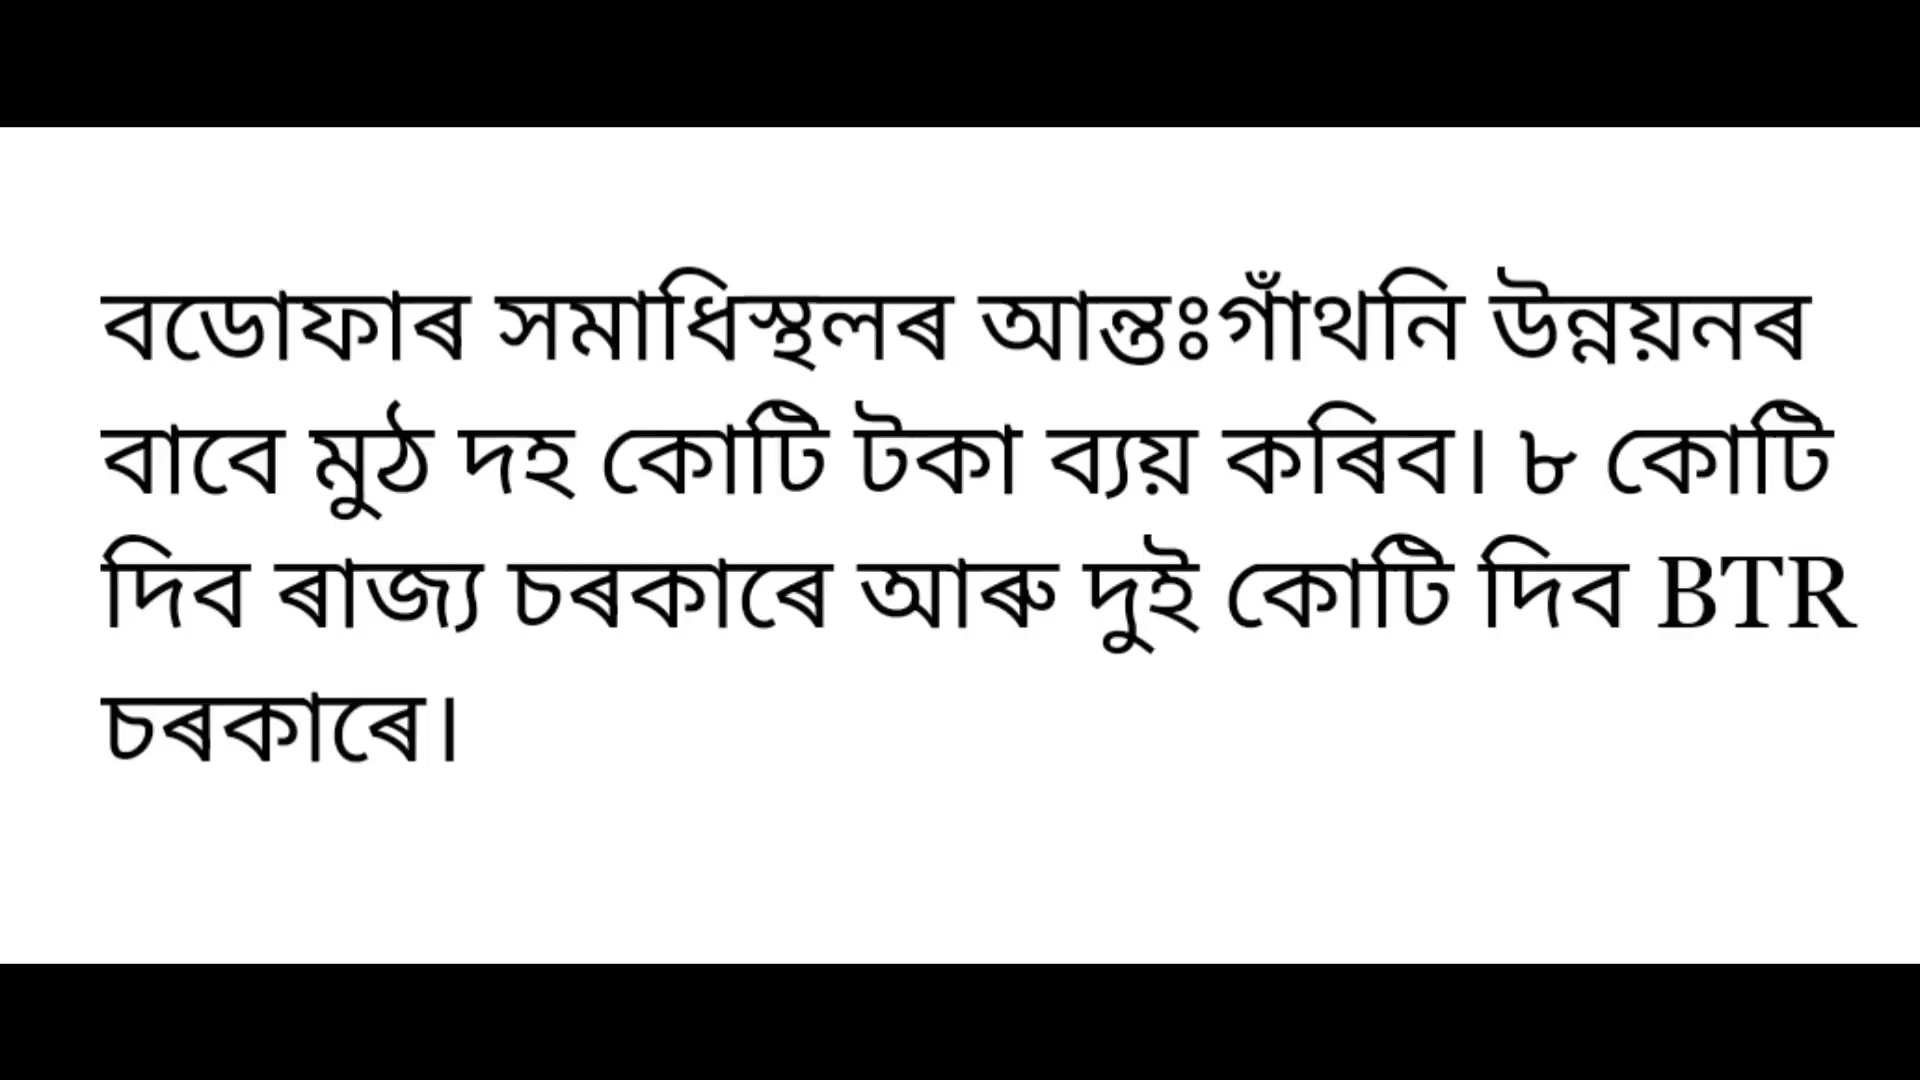 বডোফাৰ সমাধিস্থলৰ আন্তঃগাঁথনি উন্নয়নৰ
বাবে মুঠ দহ কোটি টকা ব্যয় কৰিব। ৮ কোটি
দিব ৰাজ্য চৰকাৰে আৰু দুই কোটি দিব BTR
চৰকাৰে।